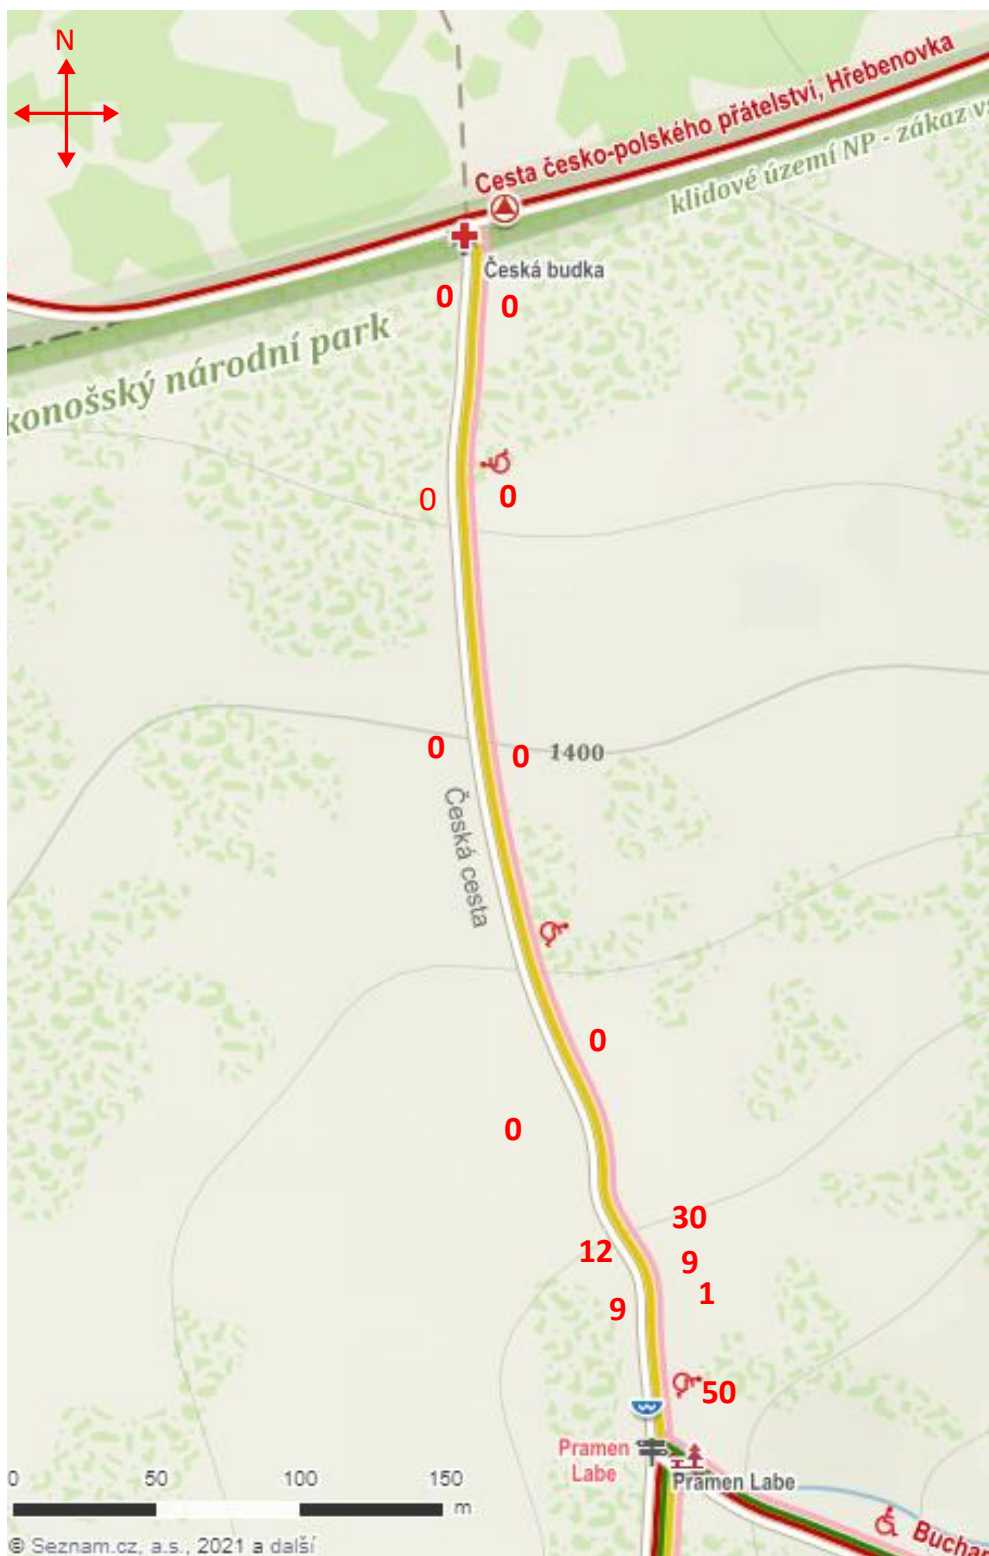 N
Cesta česko-polského přátelství, Hřebenovka
klidové území NP - zákaz vs
Česká budka
0
0
konošský národní park
0
0
0
0
1400
Česká cesta
0
0
30
12
9
1
9
50
Pramen
Labe
Pramen Labe
0 50 100 150
m
© Seznam.cz, a.s., 2021 a další
Buchar